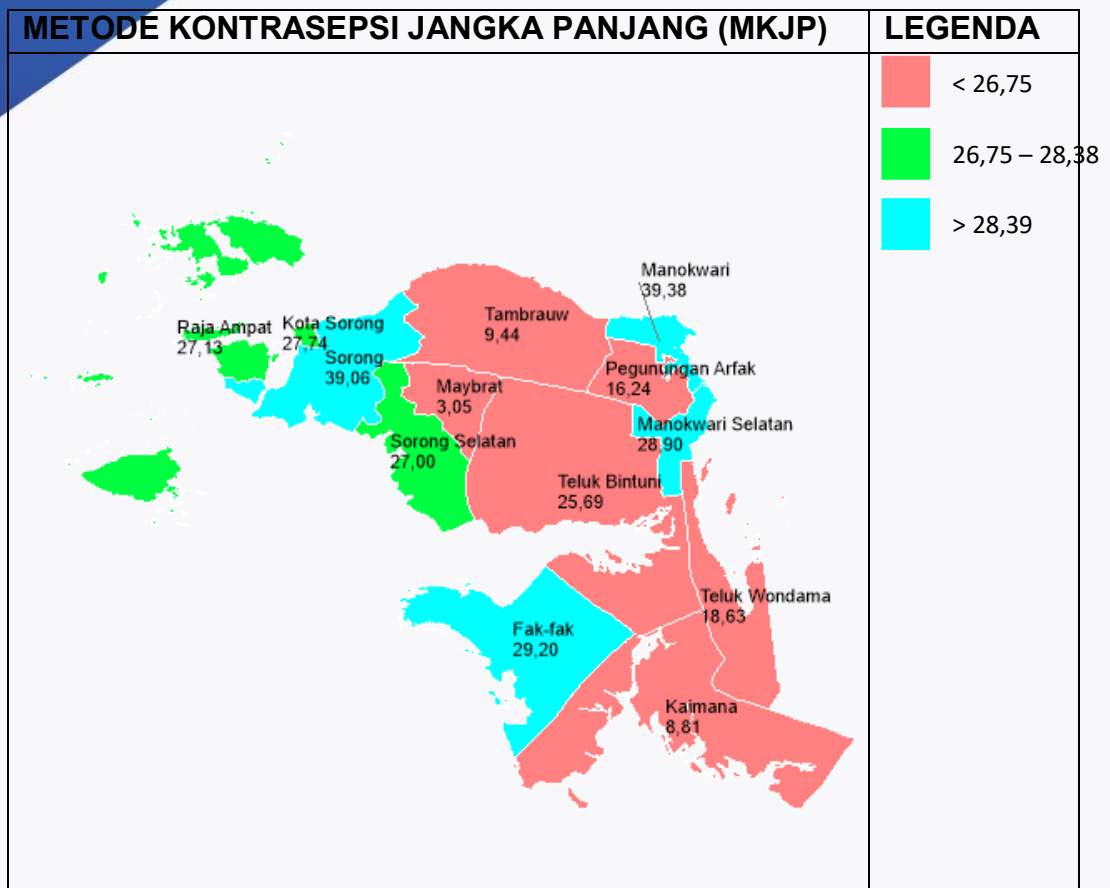 METODE KONTRASEPSI JANGKA PANJANG (MKJP)
LEGENDA
< 26,75
26,75 – 28,38
> 28,39
Manokwari
39,38
Tambrauw
9,44
Raja Ampat
27,13
Kota Sorong
27,74
Sorong
39,06
Pegunungan Arfak
16,24
Maybrat
3,05
Manokwari Selatan
28,90
Sorong Selatan
27,00
Teluk Bintuni
25,69
Teluk Wondama
18,63
Fak-fak
29,20
Kaimana
8,81